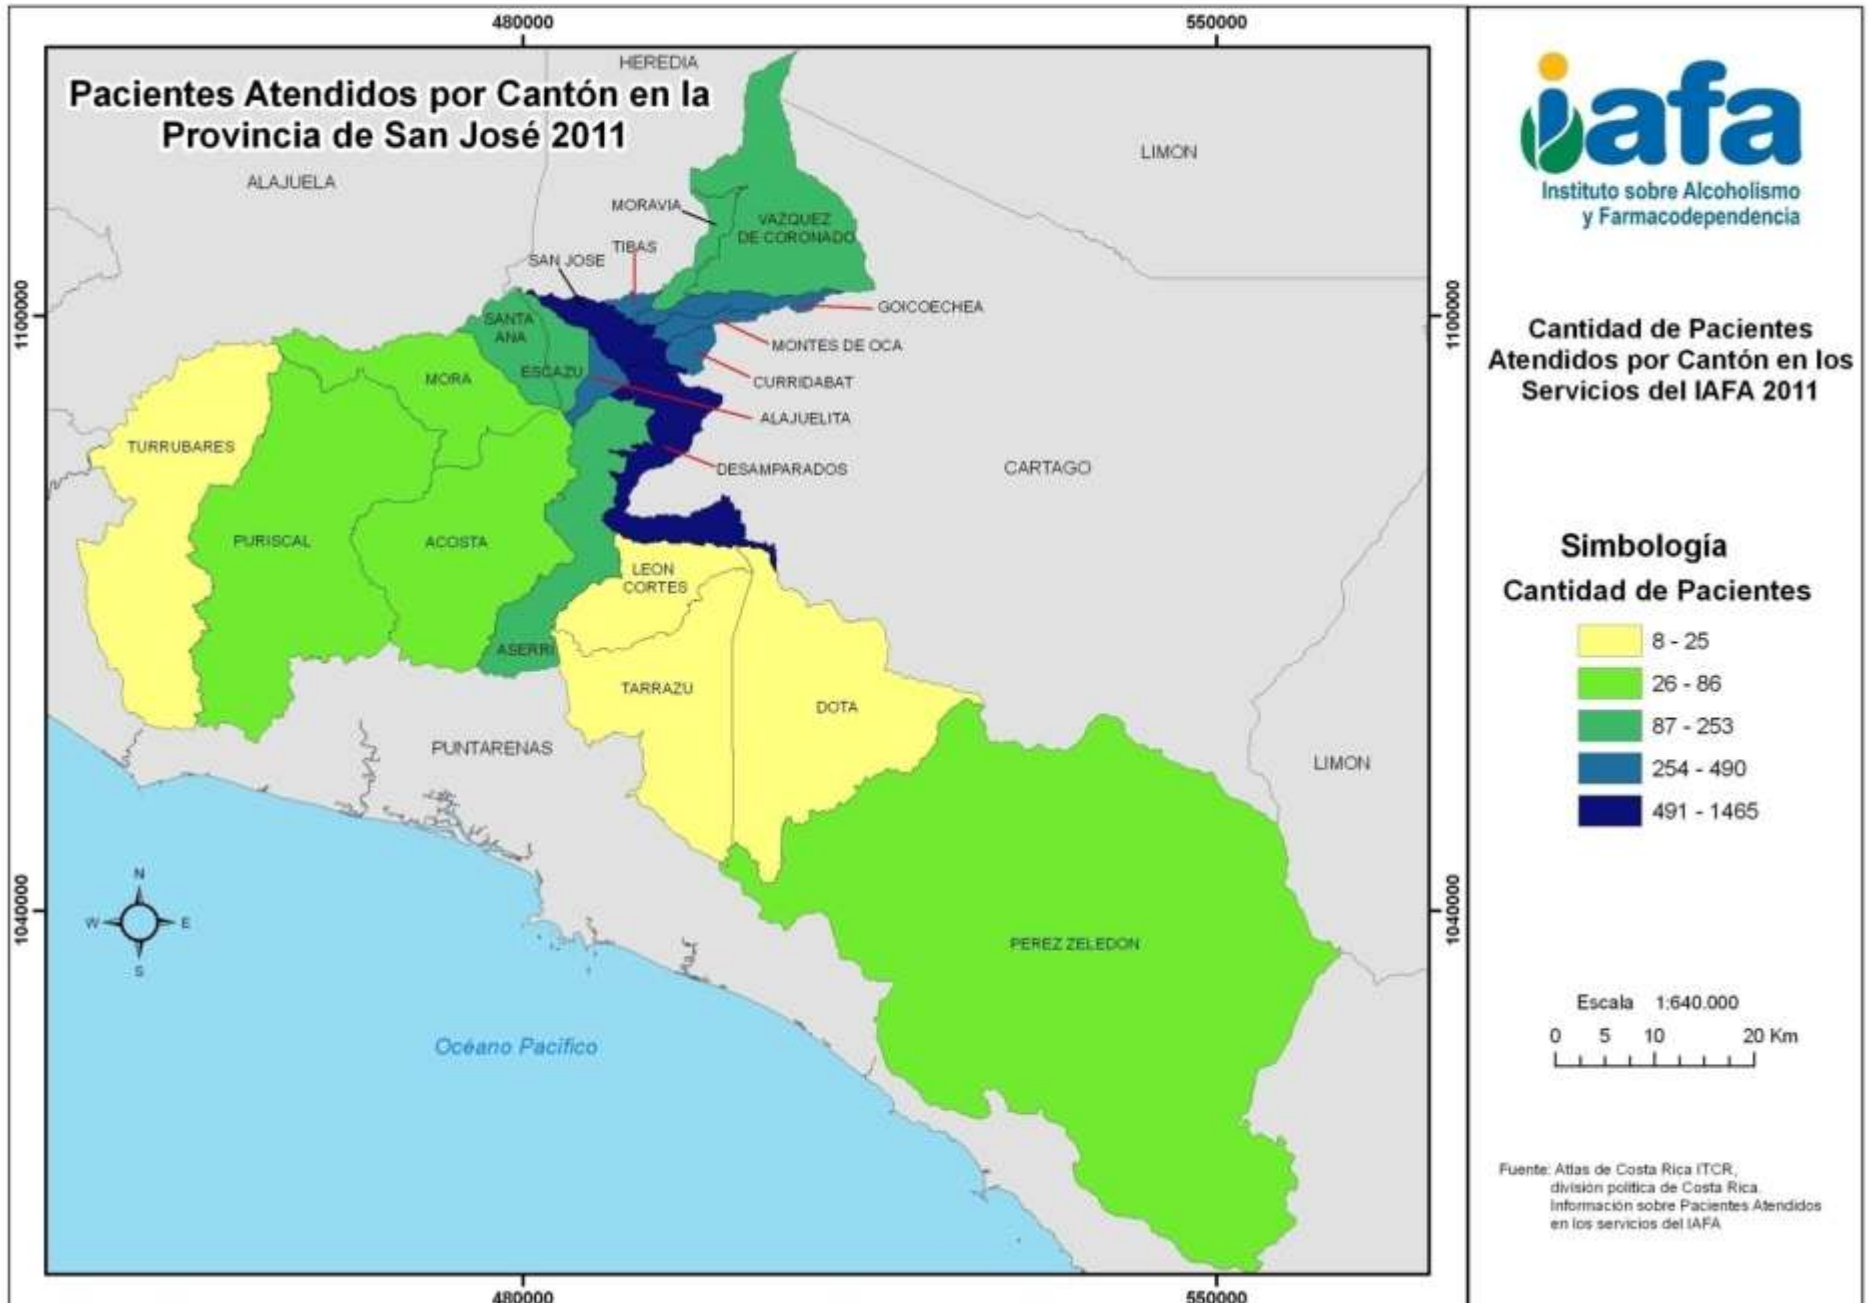 480000
550000
Pacientes Atendidos por Cantón en la
Provincia de San José 2011
HEREDIA
ALAJUELA
LIMON
MORAVIA
VAZQUEZ
DE CORONADO
TIBAS
SAN JOSE
GOICOECHEA
SANTA
ANA
MONTES DE OCA
ESCAZU
CURRIDABAT
MORA
ALAJUELITA
TURRUBARES
DESAMPARADOS
CARTAGO
PURISCAL
ACOSTA
LEON
CORTES
ASERRI
TARRAZU
DOTA
PUNTARENAS
LIMON
PEREZ ZELEDON
Océano Pacífico
N
W
E
S
1100000
1040000
1100000
1040000
480000
550000
iafa
Instituto sobre Alcoholismo
y Farmacodependencia
Cantidad de Pacientes
Atendidos por Cantón en los
Servicios del IAFA 2011
Simbología
Cantidad de Pacientes
8 - 25
26 - 86
87 - 253
254 - 490
491 - 1465
Escala 1:640.000
0 5 10 20 Km
Fuente: Atlas de Costa Rica ITCR,
división politica de Costa Rica.
Información sobre Pacientes Atendidos
en los servicios del IAFA